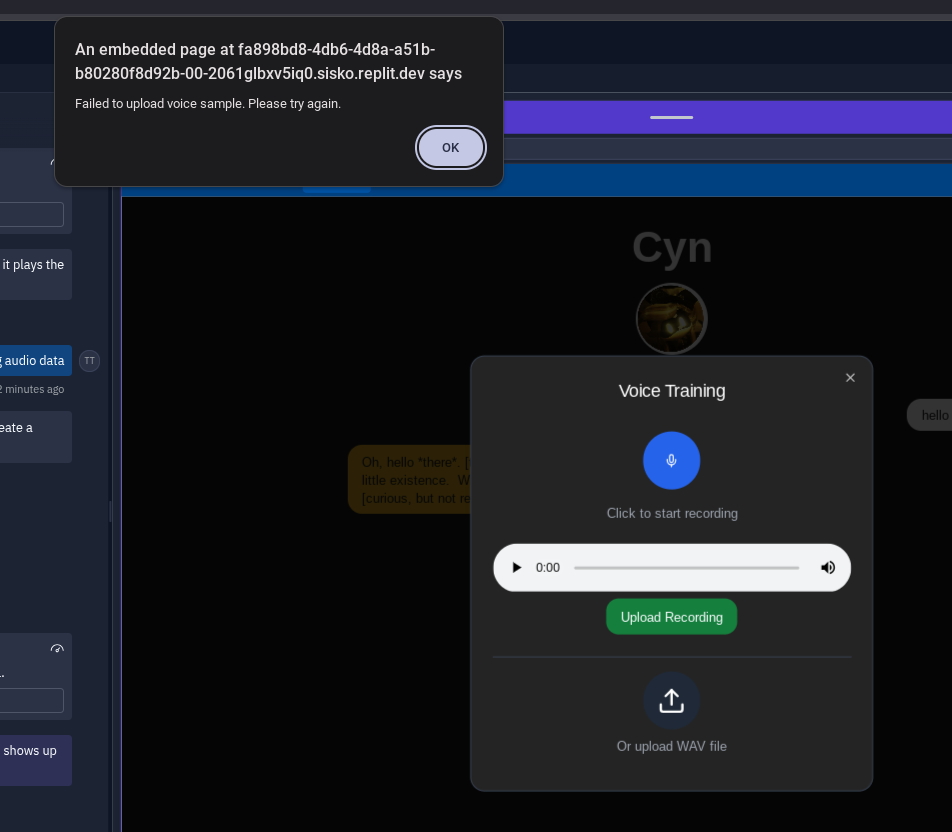 An embedded page at fa898bd8-4db6-4d8a-a51b-
b80280f8d92b-00-2061glbxv5iq0.sisko.replit.dev says
Failed to upload voice sample. Please try again.
OK
it plays the
audio data
TT
2 minutes ago
eate a
shows up
Cyn
hello
Oh, hello *there*.
little existence. W
[curious, but not re
Voice Training
Click to start recording
0:00
Upload Recording
Or upload WAV file